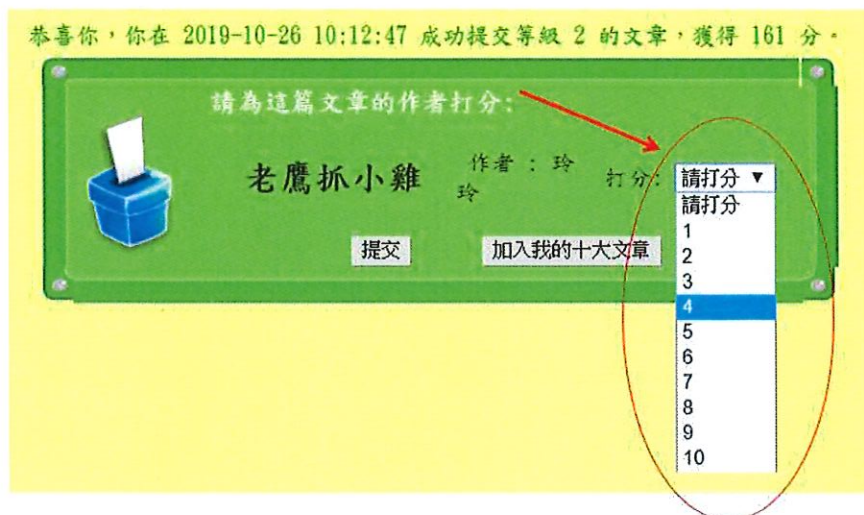 恭喜你，你在 2019-10-26 10:12:47 成功提交等級 2 的文章，獲得 161 分。
請為這篇文章的作者打分:
老鷹抓小雞
作者 : 玲
玲
打分:
請打分 ▼
請打分
1
2
3
4
5
6
7
8
9
10
提交
加入我的十大文章